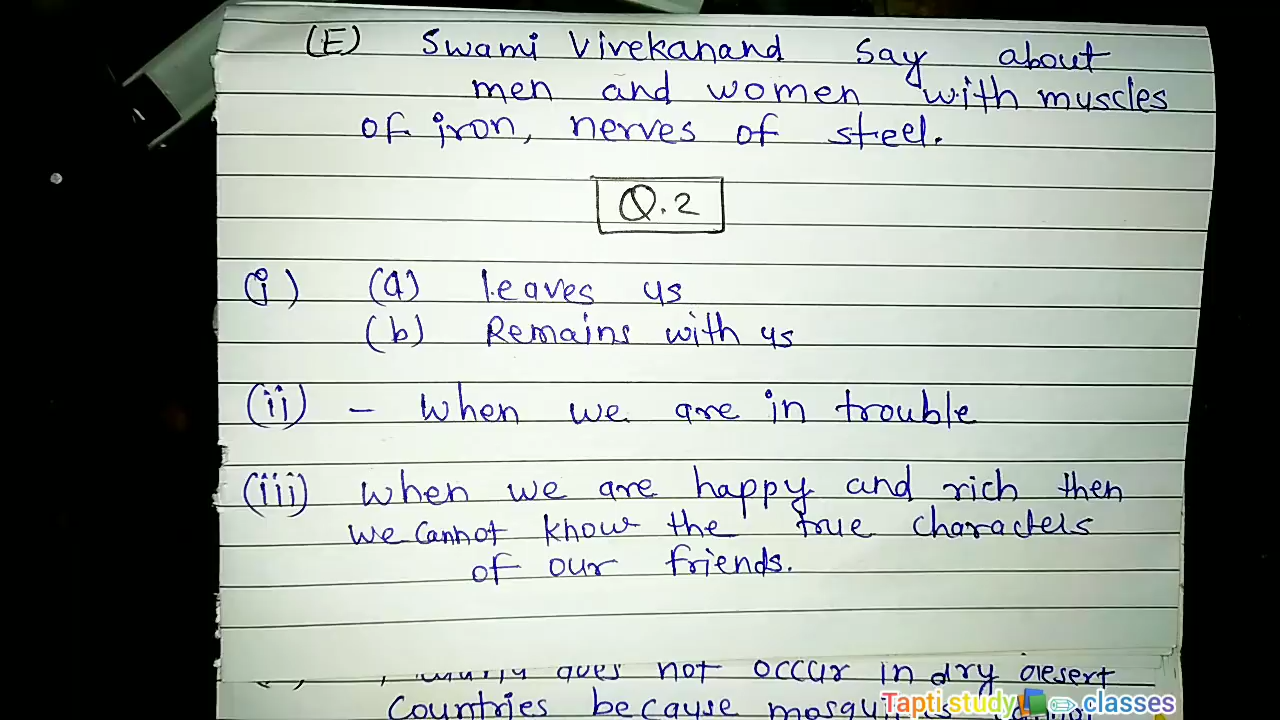 (E) Swami Vivekanand say about
men and women with muscles
of iron, nerves of steel.
Q.2
(i) (a) leaves us
(b) Remains with us
(ii) - when we are in trouble
(iii) when we are happy and rich then
we cannot know the true characters
of our friends.
does not occur in dry desert
Countries because
Tapti study classes